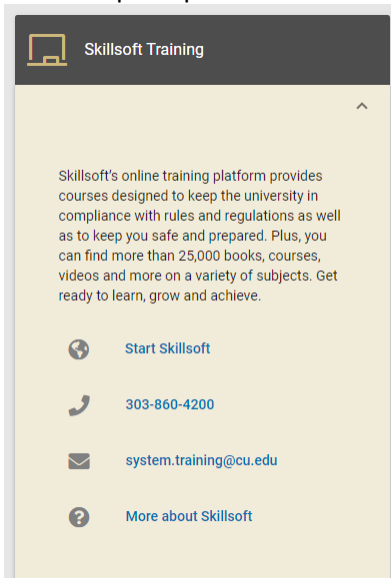 Skillsoft Training
Skillsoft's online training platform provides
courses designed to keep the university in
compliance with rules and regulations as well
as to keep you safe and prepared. Plus, you
can find more than 25,000 books, courses,
videos and more on a variety of subjects. Get
ready to learn, grow and achieve.
Start Skillsoft
303-860-4200
system.training@cu.edu
More about Skillsoft